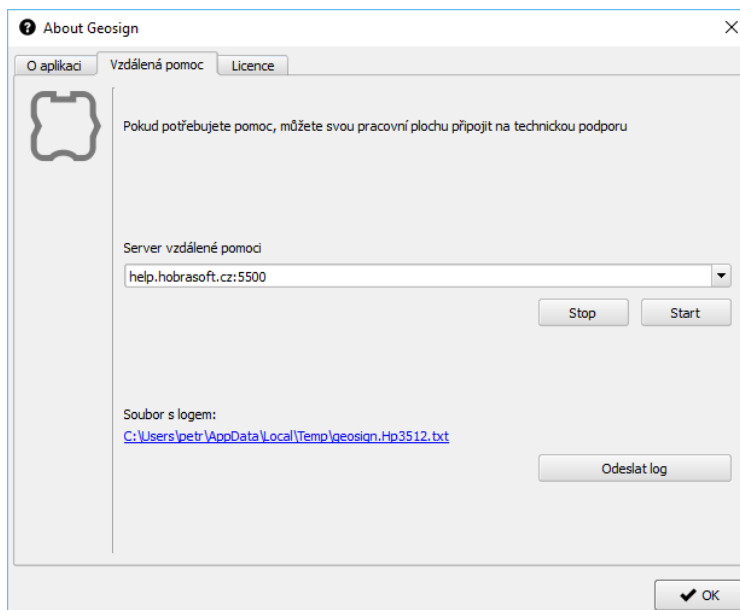 About Geosign
O aplikaci
Vzdálená pomoc
Licence
Pokud potřebujete pomoc, můžete svou pracovní plochu připojit na technickou podporu
Server vzdálené pomoci
help.hobrasoft.cz:5500
Stop
Start
Soubor s logem:
C:\Users\petr\AppData\Local\Temp\geosign.Hp3512.txt
Odeslat log
OK